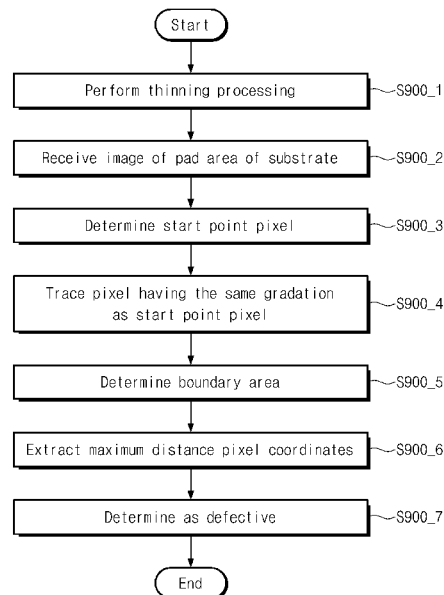 Start
Perform thinning processing
S900_1
Receive image of pad area of substrate
S900_2
Determine start point pixel
S900_3
Trace pixel having the same gradation
as start point pixel
S900_4
Determine boundary area
S900_5
Extract maximum distance pixel coordinates
S900_6
Determine as defective
S900_7
End